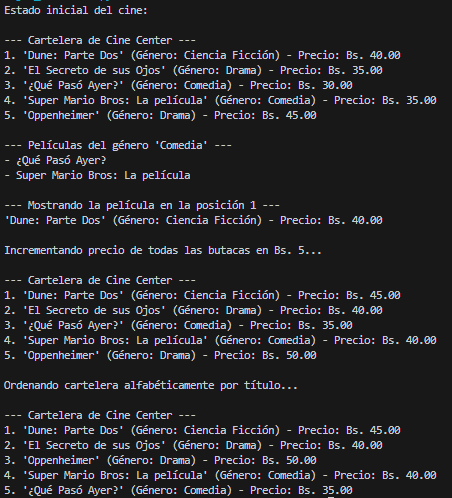 Estado inicial del cine:
--- Cartelera de Cine Center ---
1. 'Dune: Parte Dos' (Género: Ciencia Ficción) - Precio: Bs. 40.00
2. 'El Secreto de sus Ojos' (Género: Drama) - Precio: Bs. 35.00
3. '¿Qué Pasó Ayer?' (Género: Comedia) - Precio: Bs. 30.00
4. 'Super Mario Bros: La película' (Género: Comedia) - Precio: Bs. 35.00
5. 'Oppenheimer' (Género: Drama) - Precio: Bs. 45.00
--- Películas del género 'Comedia' ---
- ¿Qué Pasó Ayer?
- Super Mario Bros: La película
--- Mostrando la película en la posición 1 ---
'Dune: Parte Dos' (Género: Ciencia Ficción) - Precio: Bs. 40.00
Incrementando precio de todas las butacas en Bs. 5...
--- Cartelera de Cine Center ---
1. 'Dune: Parte Dos' (Género: Ciencia Ficción) - Precio: Bs. 45.00
2. 'El Secreto de sus Ojos' (Género: Drama) - Precio: Bs. 40.00
3. '¿Qué Pasó Ayer?' (Género: Comedia) - Precio: Bs. 35.00
4. 'Super Mario Bros: La película' (Género: Comedia) - Precio: Bs. 40.00
5. 'Oppenheimer' (Género: Drama) - Precio: Bs. 50.00
Ordenando cartelera alfabéticamente por título...
--- Cartelera de Cine Center ---
1. 'Dune: Parte Dos' (Género: Ciencia Ficción) - Precio: Bs. 45.00
2. 'El Secreto de sus Ojos' (Género: Drama) - Precio: Bs. 40.00
3. 'Oppenheimer' (Género: Drama) - Precio: Bs. 50.00
4. 'Super Mario Bros: La película' (Género: Comedia) - Precio: Bs. 40.00
5. '¿Qué Pasó Ayer?' (Género: Comedia) - Precio: Bs. 35.00